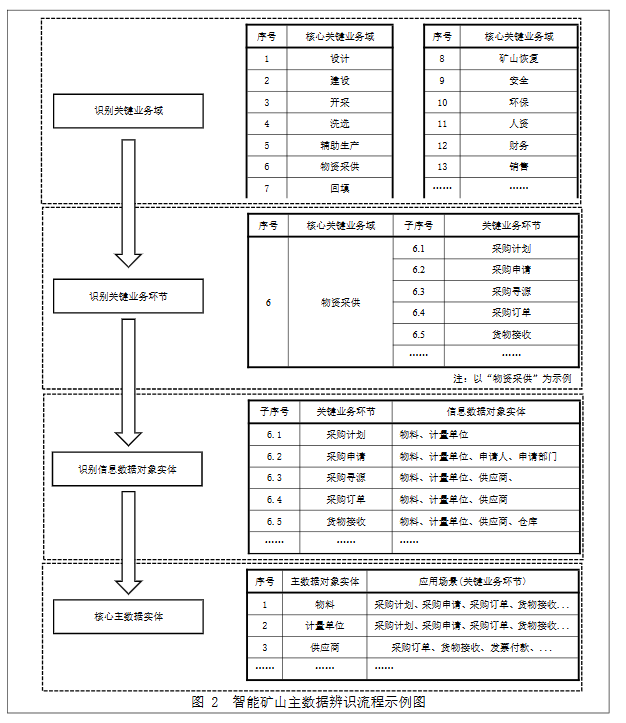 识别关键业务域
序号 核心关键业务域
1 设计
2 建设
3 开采
4 洗选
5 辅助生产
6 物资采供
7 回填
序号 核心关键业务域
8 矿山恢复
9 安全
10 环保
11 人资
12 财务
13 销售
…… ……
识别关键业务环节
序号 核心关键业务域 子序号 关键业务环节
6 物资采供
6.1 采购计划
6.2 采购申请
6.3 采购寻源
6.4 采购订单
6.5 货物接收
…… ……
注：以“物资采供”为示例
识别信息数据对象实体
子序号 关键业务环节 信息数据对象实体
6.1 采购计划 物料、计量单位
6.2 采购申请 物料、计量单位、申请人、申请部门
6.3 采购寻源 物料、计量单位、供应商、
6.4 采购订单 物料、计量单位、供应商
6.5 货物接收 物料、计量单位、供应商、仓库
…… …… ……
核心主数据实体
序号 主数据对象实体 应用场景(关键业务环节)
1 物料 采购计划、采购申请、采购订单、货物接收...
2 计量单位 采购计划、采购申请、采购订单、货物接收...
3 供应商 采购订单、货物接收、发票付款、...
…… …… ……
图 2 智能矿山主数据辨识流程示例图